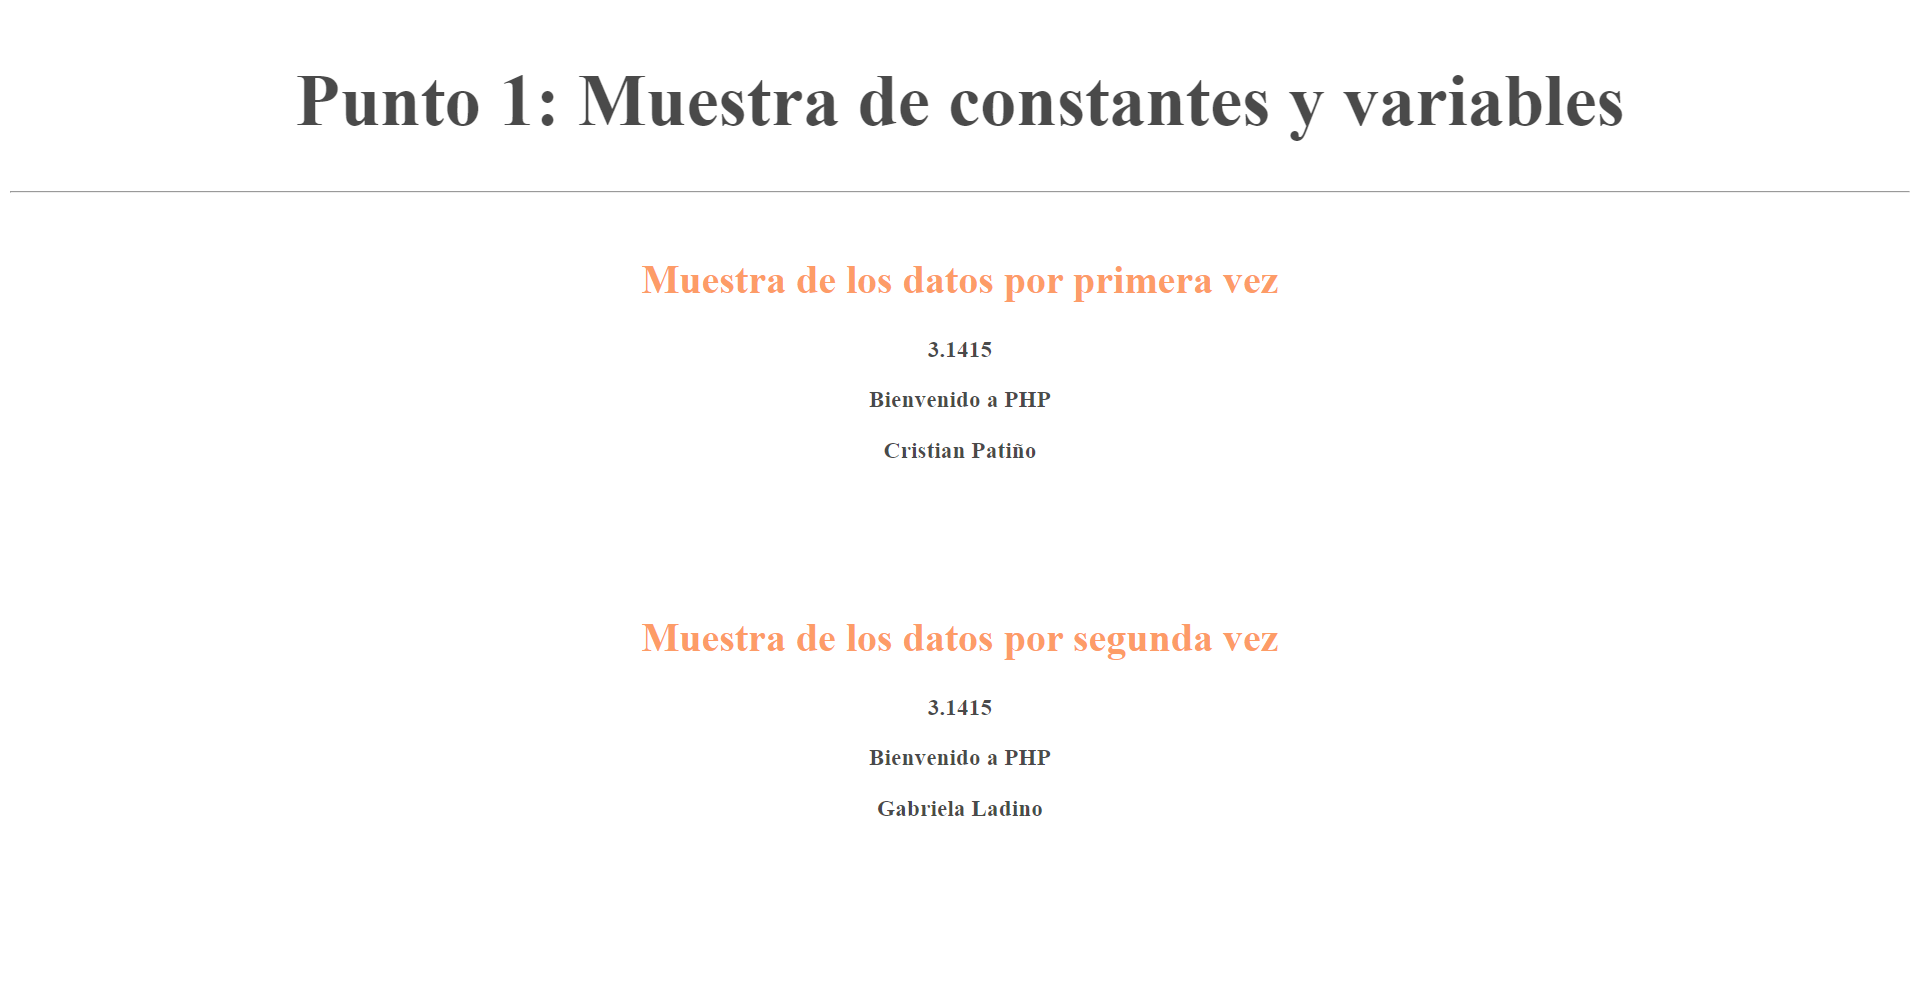 Punto 1: Muestra de constantes y variables
Muestra de los datos por primera vez
3.1415
Bienvenido a PHP
Cristian Patiño
Muestra de los datos por segunda vez
3.1415
Bienvenido a PHP
Gabriela Ladino